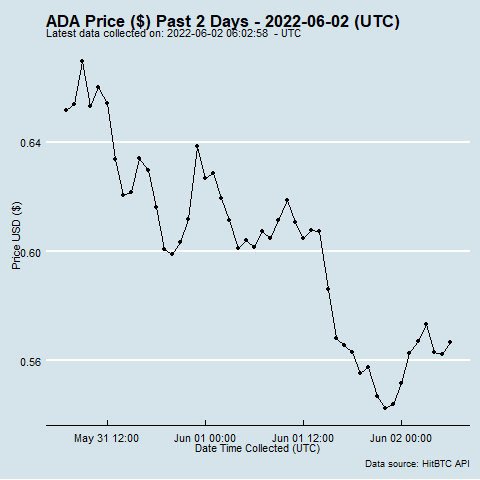 ADA Price ($) Past 2 Days - 2022-06-02 (UTC)
Latest data collected on: 2022-06-02 06:02:58 - UTC
Price USD ($)
0.64
0.60
0.56
May 31 12:00
Jun 01 00:00
Jun 01 12:00
Jun 02 00:00
Date Time Collected (UTC)
Data source: HitBTC API